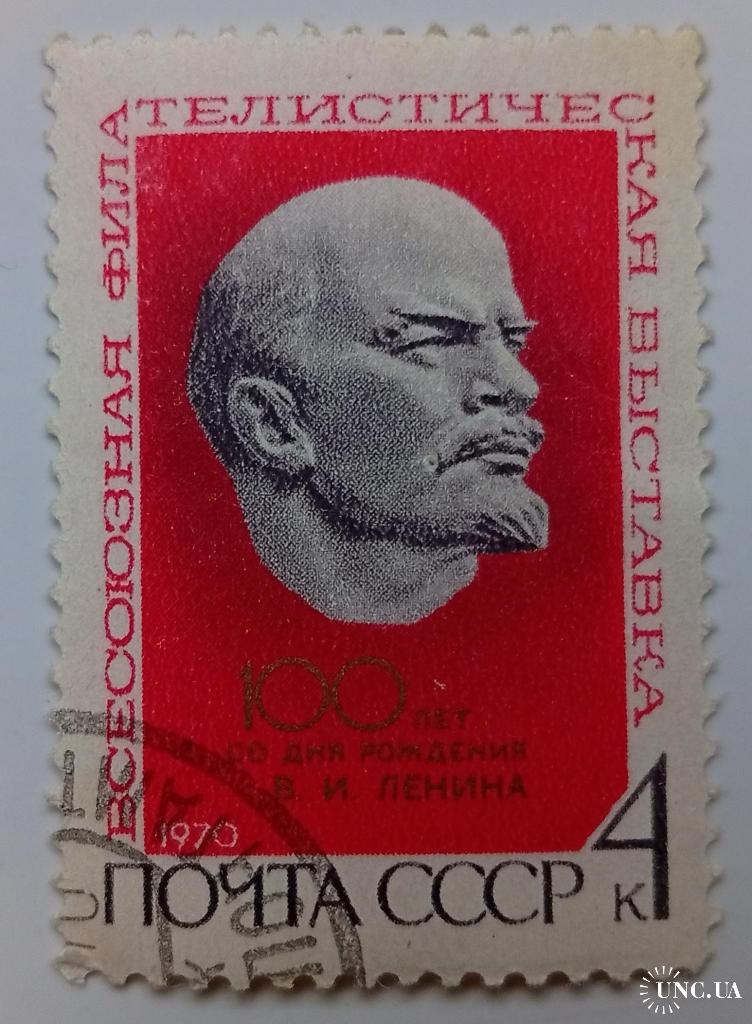 ВСЕСОЮЗНАЯ ФИЛАТЕЛИСТИЧЕСКАЯ ВЫСТАВКА
100 ЛЕТ
СО ДНЯ РОЖДЕНИЯ
В. И. ЛЕНИНА
1970
4 к
ПОЧТА СССР
UNC.UA